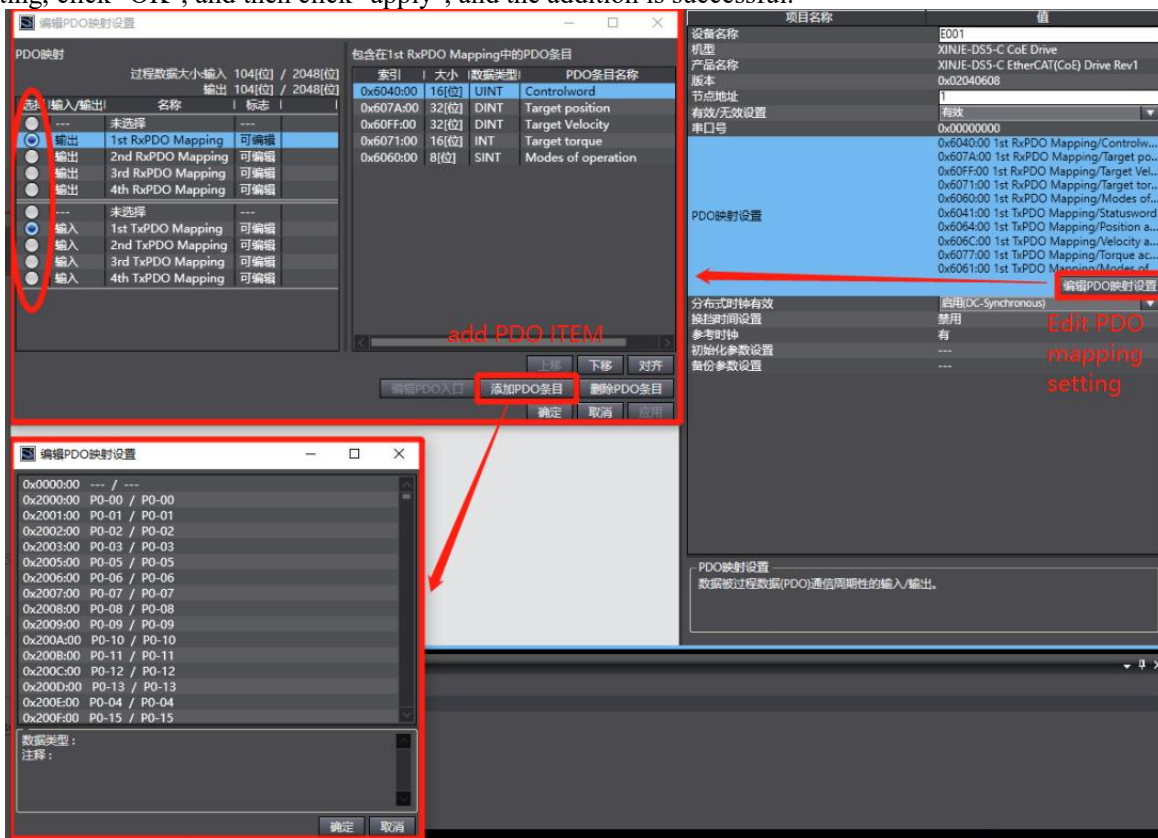 ting, click "OK", and then click "apply", and the addition is successful.
编辑PDO映射设置
PDO映射
过程数据大小:输入 104[位] / 2048[位]
输出 104[位] / 2048[位]
选择 输入/输出 名称 标志
--- 未选择 ---
输出 1st RxPDO Mapping 可编辑
输出 2nd RxPDO Mapping 可编辑
输出 3rd RxPDO Mapping 可编辑
输出 4th RxPDO Mapping 可编辑
--- 未选择 ---
输入 1st TxPDO Mapping 可编辑
输入 2nd TxPDO Mapping 可编辑
输入 3rd TxPDO Mapping 可编辑
输入 4th TxPDO Mapping 可编辑
包含在1st RxPDO Mapping中的PDO条目
索引 大小 数据类型 PDO条目名称
0x6040:00 16[位] UINT Controlword
0x607A:00 32[位] DINT Target position
0x60FF:00 32[位] DINT Target Velocity
0x6071:00 16[位] INT Target torque
0x6060:00 8[位] SINT Modes of operation
add PDO ITEM
上移 下移 对齐
编辑PDO入口 添加PDO条目 删除PDO条目
确定 取消 应用
项目名称 值
设备名称 E001
机型 XINJE-DS5-C CoE Drive
产品名称 XINJE-DS5-C EtherCAT(CoE) Drive Rev1
版本 0x02040608
节点地址 1
有效/无效设置 有效
串口号 0x00000000
PDO映射设置
0x6040:00 1st RxPDO Mapping/Controlw...
0x607A:00 1st RxPDO Mapping/Target po...
0x60FF:00 1st RxPDO Mapping/Target Vel...
0x6071:00 1st RxPDO Mapping/Target tor...
0x6060:00 1st RxPDO Mapping/Modes of...
0x6041:00 1st TxPDO Mapping/Statusword
0x6064:00 1st TxPDO Mapping/Position a...
0x606C:00 1st TxPDO Mapping/Velocity a...
0x6077:00 1st TxPDO Mapping/Torque ac...
0x6061:00 1st TxPDO Mapping/Modes of
编辑PDO映射设置
分布式时钟有效 启用(DC-Synchronous)
换挡时间设置 禁用
参考时钟 有
初始化参数设置 ---
备份参数设置 ---
Edit PDO
mapping
setting
编辑PDO映射设置
0x0000:00 --- / ---
0x2000:00 P0-00 / P0-00
0x2001:00 P0-01 / P0-01
0x2002:00 P0-02 / P0-02
0x2003:00 P0-03 / P0-03
0x2005:00 P0-05 / P0-05
0x2006:00 P0-06 / P0-06
0x2007:00 P0-07 / P0-07
0x2008:00 P0-08 / P0-08
0x2009:00 P0-09 / P0-09
0x200A:00 P0-10 / P0-10
0x200B:00 P0-11 / P0-11
0x200C:00 P0-12 / P0-12
0x200D:00 P0-13 / P0-13
0x200E:00 P0-04 / P0-04
0x200F:00 P0-15 / P0-15
数据类型:
注释:
确定 取消
PDO映射设置
数据被过程数据(PDO)通信周期性的输入/输出。